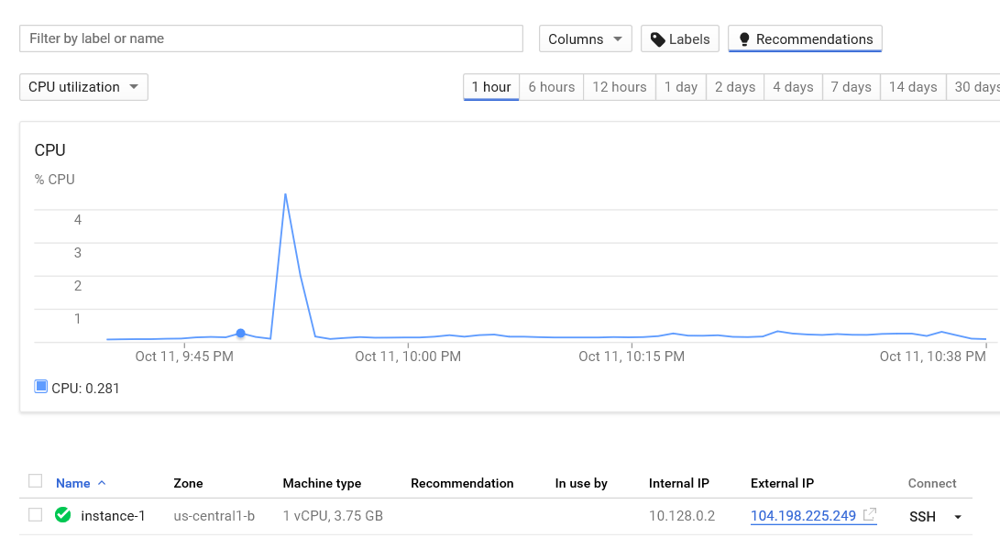 Filter by label or name Columns Labels Recommendations
CPU utilization 1 hour 6 hours 12 hours 1 day 2 days 4 days 7 days 14 days 30 days
CPU
% CPU
4
3
2
1
Oct 11, 9:45 PM Oct 11, 10:00 PM Oct 11, 10:15 PM Oct 11, 10:38 PM
CPU: 0.281
Name Zone Machine type Recommendation In use by Internal IP External IP Connect
instance-1 us-central1-b 1 vCPU, 3.75 GB 10.128.0.2 104.198.225.249 SSH